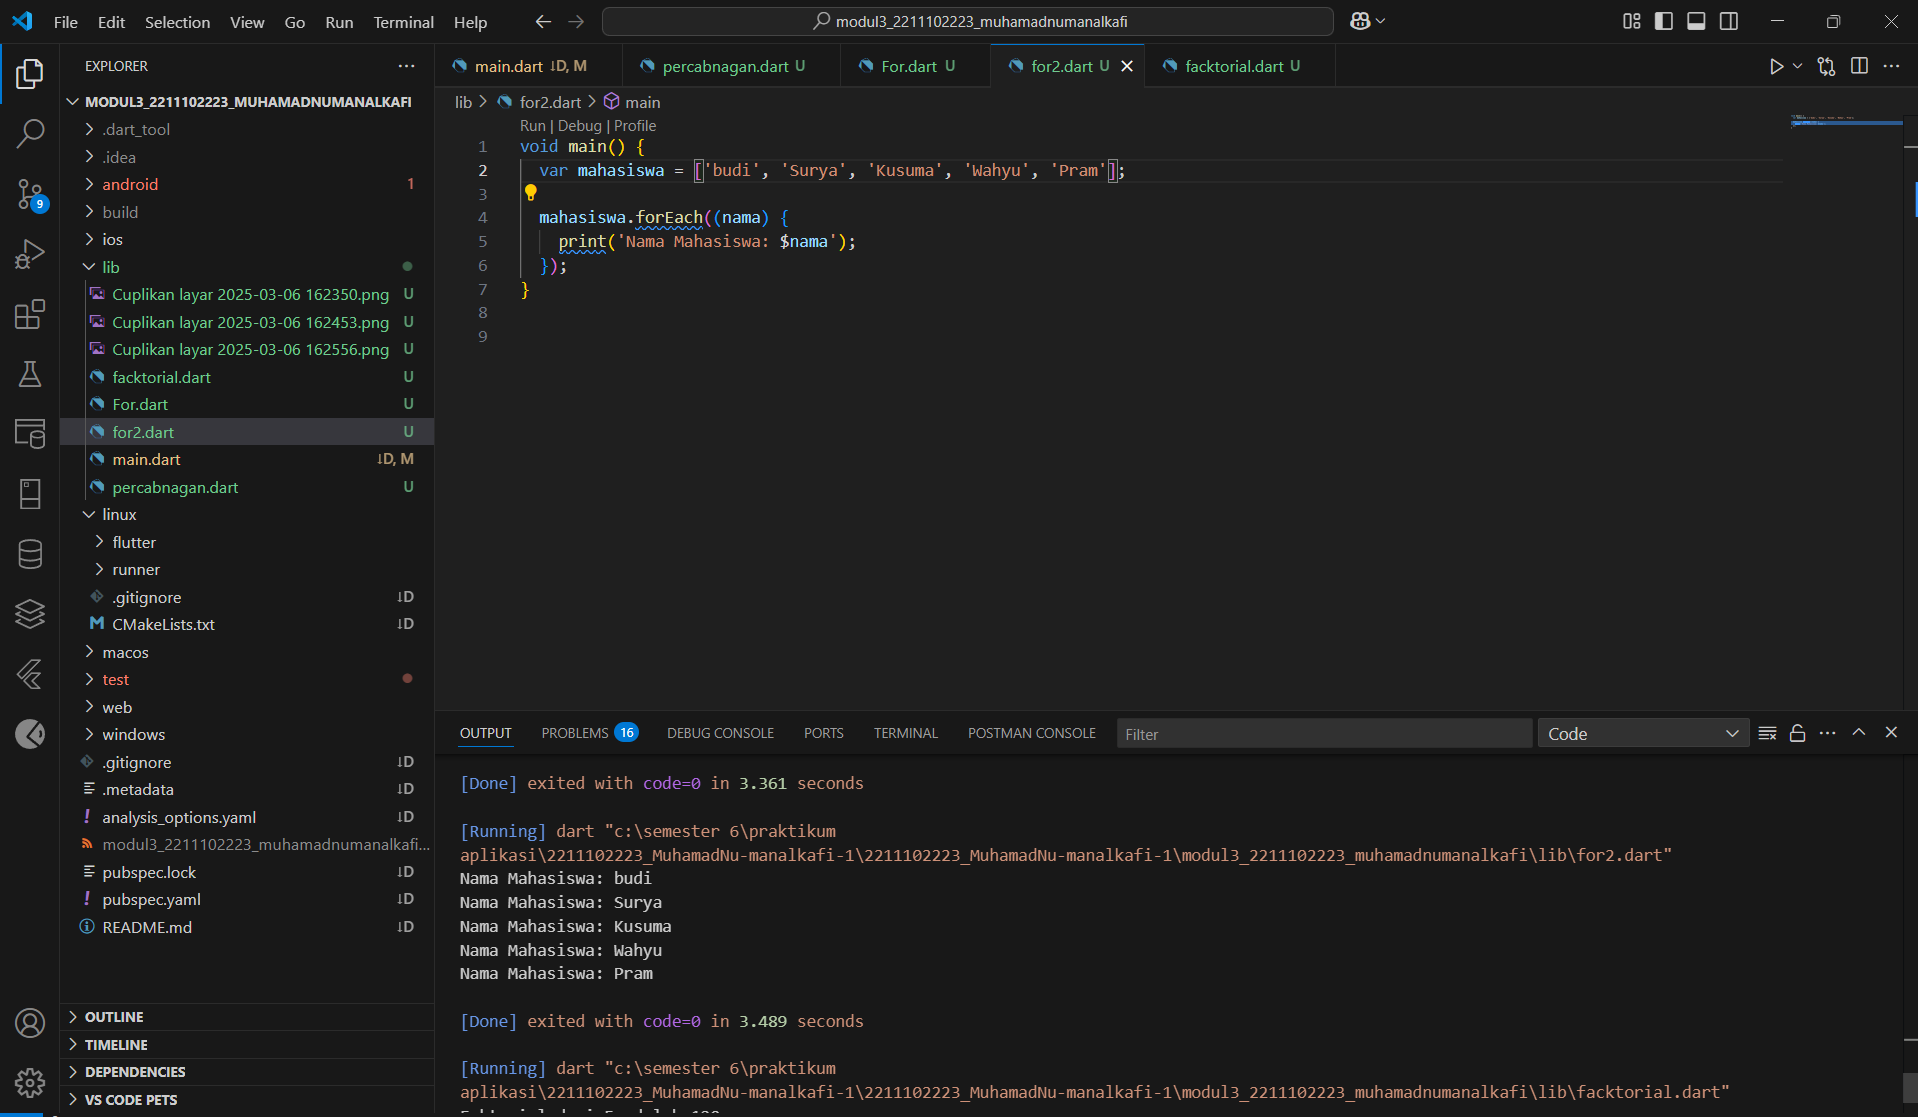 File Edit Selection View Go Run Terminal Help
modul3_2211102223_muhamadnumanalkafi
EXPLORER
MODUL3_2211102223_MUHAMADNUMANALKAFI
.dart_tool
.idea
android 1
9
build
ios
lib
Cuplikan layar 2025-03-06 162350.png U
Cuplikan layar 2025-03-06 162453.png U
Cuplikan layar 2025-03-06 162556.png U
facktorial.dart U
For.dart U
for2.dart U
main.dart ↓D, M
percabnagan.dart U
linux
flutter
runner
.gitignore ↓D
CMakeLists.txt ↓D
macos
test
web
windows
.gitignore ↓D
.metadata ↓D
analysis_options.yaml ↓D
modul3_2211102223_muhamadnumanalkafi...
pubspec.lock ↓D
pubspec.yaml ↓D
README.md ↓D
OUTLINE
TIMELINE
DEPENDENCIES
VS CODE PETS
main.dart ↓D, M percabnagan.dart U For.dart U for2.dart U facktorial.dart U
lib > for2.dart > main
Run | Debug | Profile
1 void main() {
2 var mahasiswa = ['budi', 'Surya', 'Kusuma', 'Wahyu', 'Pram'];
3
4 mahasiswa.forEach((nama) {
5 print('Nama Mahasiswa: $nama');
6 });
7 }
8
9
OUTPUT PROBLEMS 16 DEBUG CONSOLE PORTS TERMINAL POSTMAN CONSOLE Filter Code
[Done] exited with code=0 in 3.361 seconds
[Running] dart "c:\semester 6\praktikum
aplikasi\2211102223_MuhamadNu-manalkafi-1\2211102223_MuhamadNu-manalkafi-1\modul3_2211102223_muhamadnumanalkafi\lib\for2.dart"
Nama Mahasiswa: budi
Nama Mahasiswa: Surya
Nama Mahasiswa: Kusuma
Nama Mahasiswa: Wahyu
Nama Mahasiswa: Pram
[Done] exited with code=0 in 3.489 seconds
[Running] dart "c:\semester 6\praktikum
aplikasi\2211102223_MuhamadNu-manalkafi-1\2211102223_MuhamadNu-manalkafi-1\modul3_2211102223_muhamadnumanalkafi\lib\facktorial.dart"